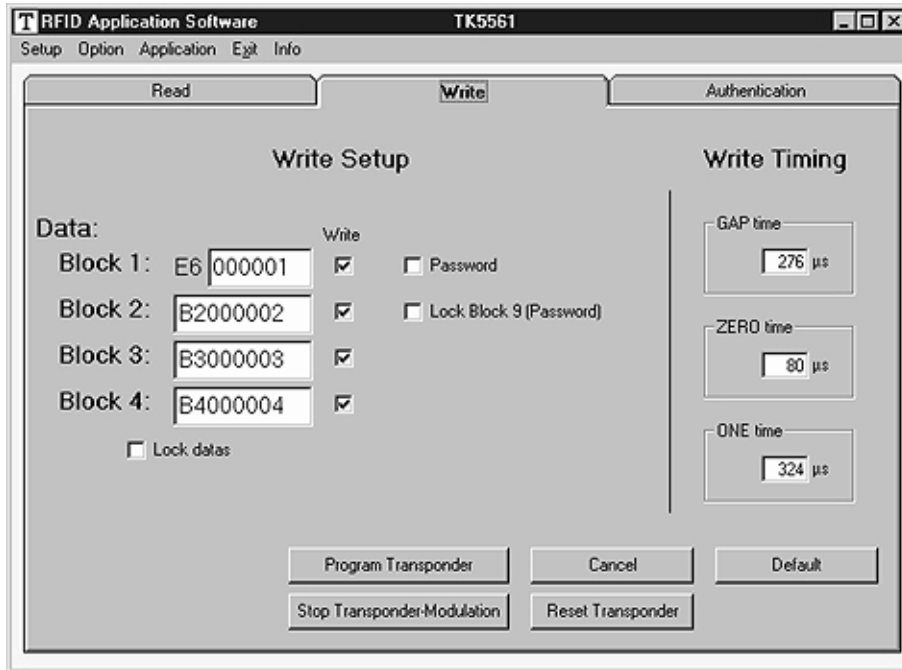 T RFID Application Software TK5561
Setup Option Application Exit Info
Read Write Authentication
Write Setup Write Timing
Data:
Write
GAP time
Block 1: E6 000001 Password
276 µs
Block 2: B2000002 Lock Block 9 (Password)
ZERO time
Block 3: B3000003
80 µs
Block 4: B4000004
ONE time
Lock datas
324 µs
Program Transponder Cancel Default
Stop Transponder-Modulation Reset Transponder